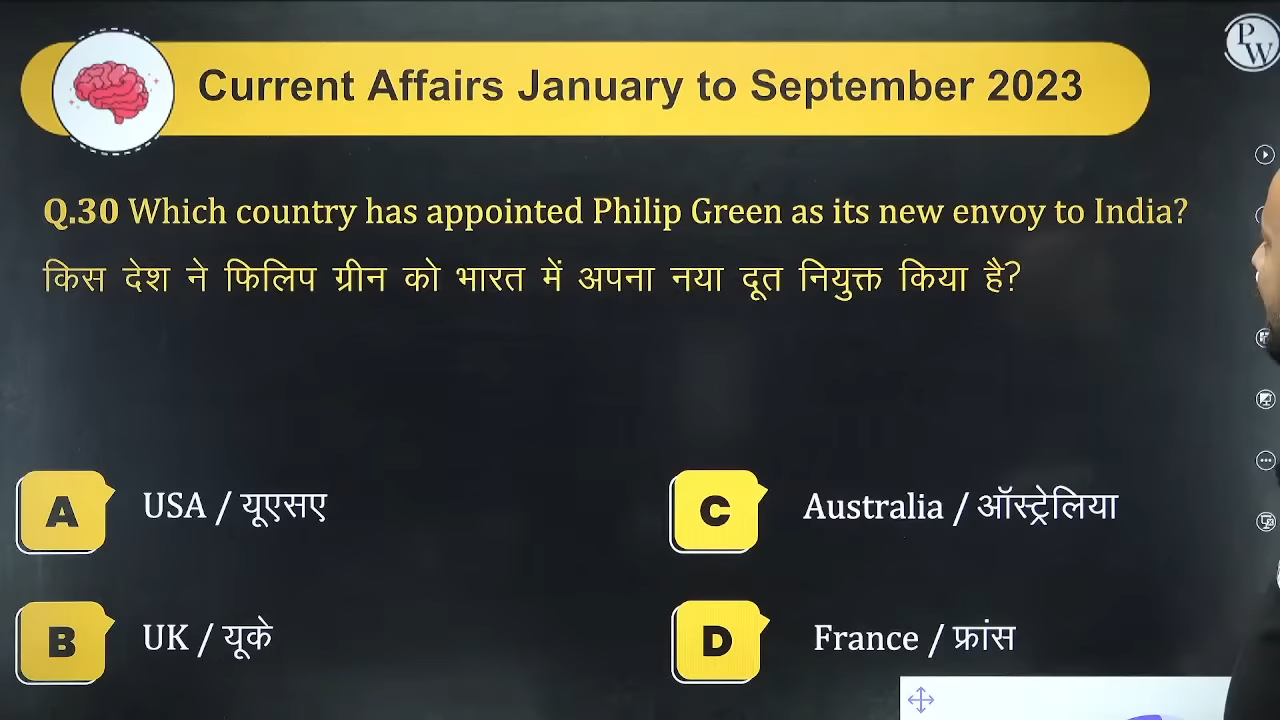 PW
Current Affairs January to September 2023
Q.30 Which country has appointed Philip Green as its new envoy to India?
किस देश ने फिलिप ग्रीन को भारत में अपना नया दूत नियुक्त किया है?
A USA / यूएसए
C Australia / ऑस्ट्रेलिया
B UK / यूके
D France / फ्रांस